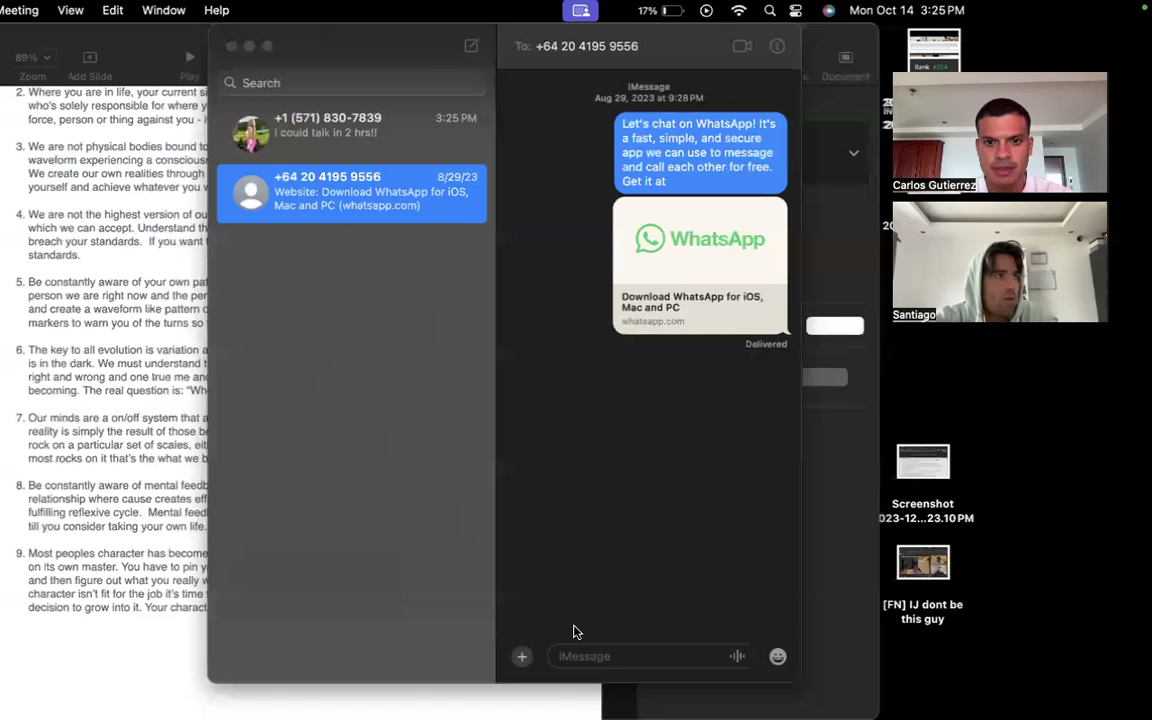 Meeting View Edit Window Help
17% Mon Oct 14 3:25 PM
89%
Zoom Add Slide Play
Document
2. Where you are in life, your current si
who's solely responsible for where y
force, person or thing against you - i
3. We are not physical bodies bound to
waveform experiencing a conscious
We create our own realities through
yourself and achieve whatever you w
4. We are not the highest version of ou
which we can accept. Understand th
breach your standards. If you want
standards.
5. Be constantly aware of your own pat
person we are right now and the per
and create a waveform like pattern o
markers to warn you of the turns so
6. The key to all evolution is variation a
is in the dark. We must understand t
right and wrong and one true me and
becoming. The real question is: "Wh
7. Our minds are a on/off system that a
reality is simply the result of those be
rock on a particular set of scales, eit
most rocks on it that's the what we b
8. Be constantly aware of mental feedb
relationship where cause creates eff
fulfilling reflexive cycle. Mental feed
till you consider taking your own life.
9. Most peoples character has become
on its own master. You have to pin y
and then figure out what you really w
character isn't fit for the job it's time
decision to grow into it. Your charact
Search
+1 (571) 830-7839 3:25 PM
I could talk in 2 hrs!!
+64 20 4195 9556 8/29/23
Website: Download WhatsApp for iOS,
Mac and PC (whatsapp.com)
To: +64 20 4195 9556
iMessage
Aug 29, 2023 at 9:28 PM
Let's chat on WhatsApp! It's
a fast, simple, and secure
app we can use to message
and call each other for free.
Get it at
WhatsApp
Download WhatsApp for iOS,
Mac and PC
whatsapp.com
Delivered
iMessage
Rank #254
Carlos Gutierrez
Santiago
Screenshot
023-12...23.10 PM
[FN] IJ dont be
this guy